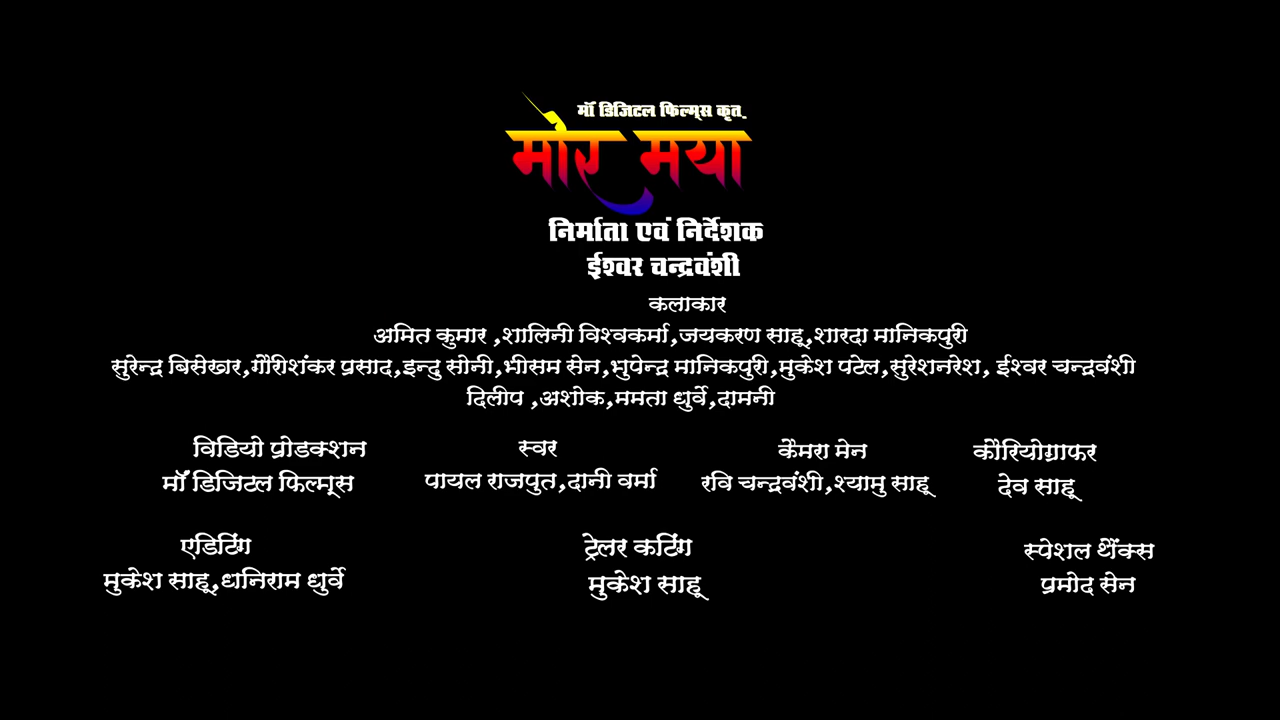 माँ डिजिटल फिल्म्स कृत.
मोर मया
निर्माता एवं निर्देशक
ईश्वर चन्द्रवंशी
कलाकार
अमित कुमार ,शालिनी विश्वकर्मा,जयकरण साहू,शारदा मानिकपुरी
सुरेन्द्र बिसेखार,गौरीशंकर प्रसाद,इन्दु सोनी,भीसम सेन,भुपेन्द्र मानिकपुरी,मुकेश पटेल,सुरेशनरेश, ईश्वर चन्द्रवंशी
दिलीप ,अशोक,ममता धुर्वे,दामनी
विडियो प्रोडक्शन स्वर कैमरा मेन कौरियोग्राफर
माँ डिजिटल फिल्म्स पायल राजपुत,दानी वर्मा रवि चन्द्रवंशी,श्यामु साहू देव साहू
एडिटिंग ट्रेलर कटिंग स्पेशल थैंक्स
मुकेश साहू,धनिराम धुर्वे मुकेश साहू प्रमोद सेन